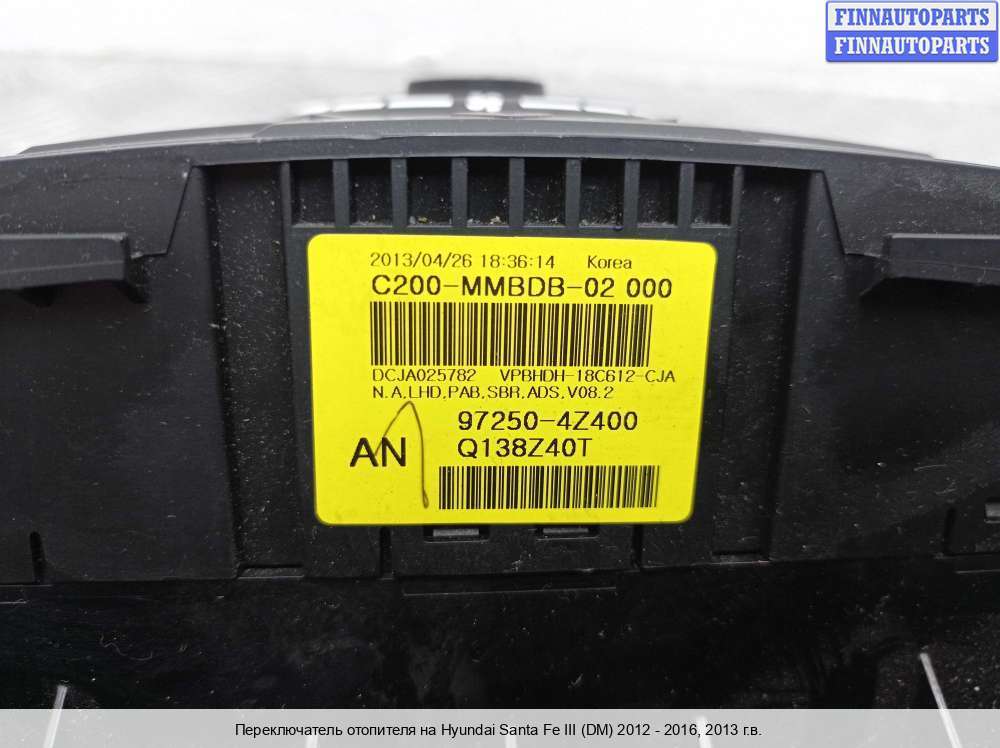 FINNAUTOPARTS
FINNAUTOPARTS
2013/04/26 18:36:14 Korea
C200-MMBDB-02 000
DCJA025782 VPBHDH-18C612-CJA
N.A,LHD,PAB,SBR,ADS,V08.2
97250-4Z400
AN Q138Z40T
Переключатель отопителя на Hyundai Santa Fe III (DM) 2012 - 2016, 2013 г.в.